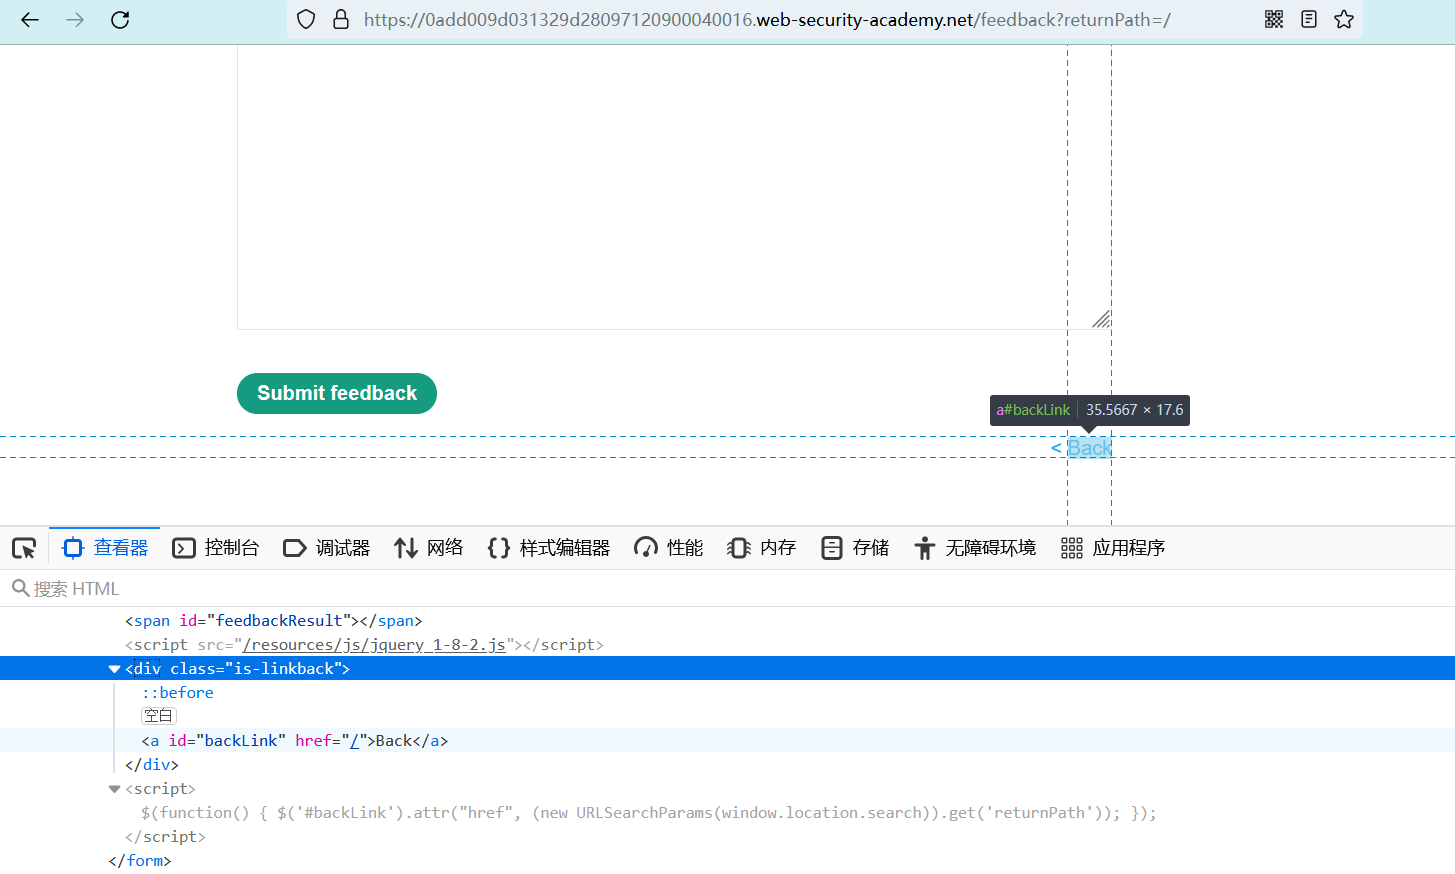 https://0add009d031329d28097120900040016.web-security-academy.net/feedback?returnPath=/
Submit feedback
a#backLink 35.5667 × 17.6
< Back
查看器 控制台 调试器 网络 样式编辑器 性能 内存 存储 无障碍环境 应用程序
搜索 HTML
<span id="feedbackResult"></span>
<script src="/resources/js/jquery_1-8-2.js"></script>
<div class="is-linkback">
::before
空白
<a id="backLink" href="/">Back</a>
</div>
<script>
$(function() { $('#backLink').attr("href", (new URLSearchParams(window.location.search)).get('returnPath')); });
</script>
</form>